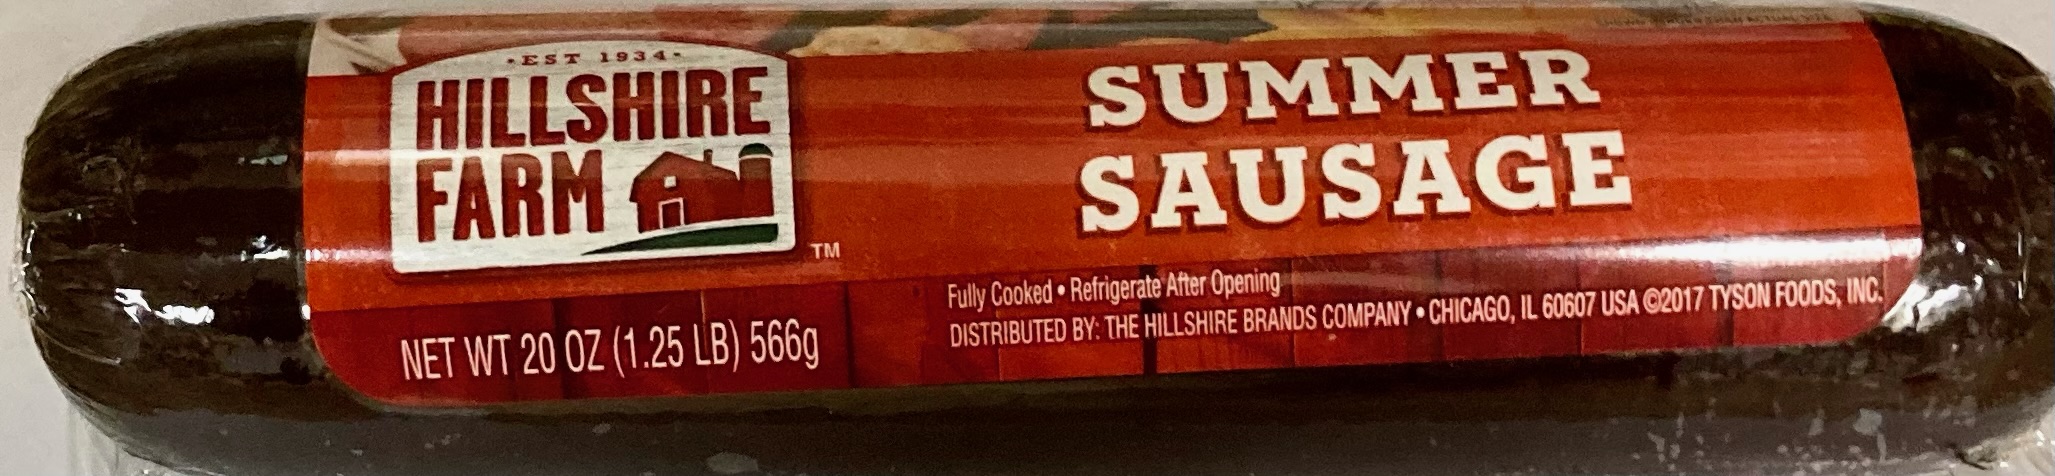 •EST 1934•
HILLSHIRE
FARM
TM
SUMMER
SAUSAGE
Fully Cooked • Refrigerate After Opening
DISTRIBUTED BY: THE HILLSHIRE BRANDS COMPANY • CHICAGO, IL 60607 USA ©2017 TYSON FOODS, INC.
NET WT 20 OZ (1.25 LB) 566g